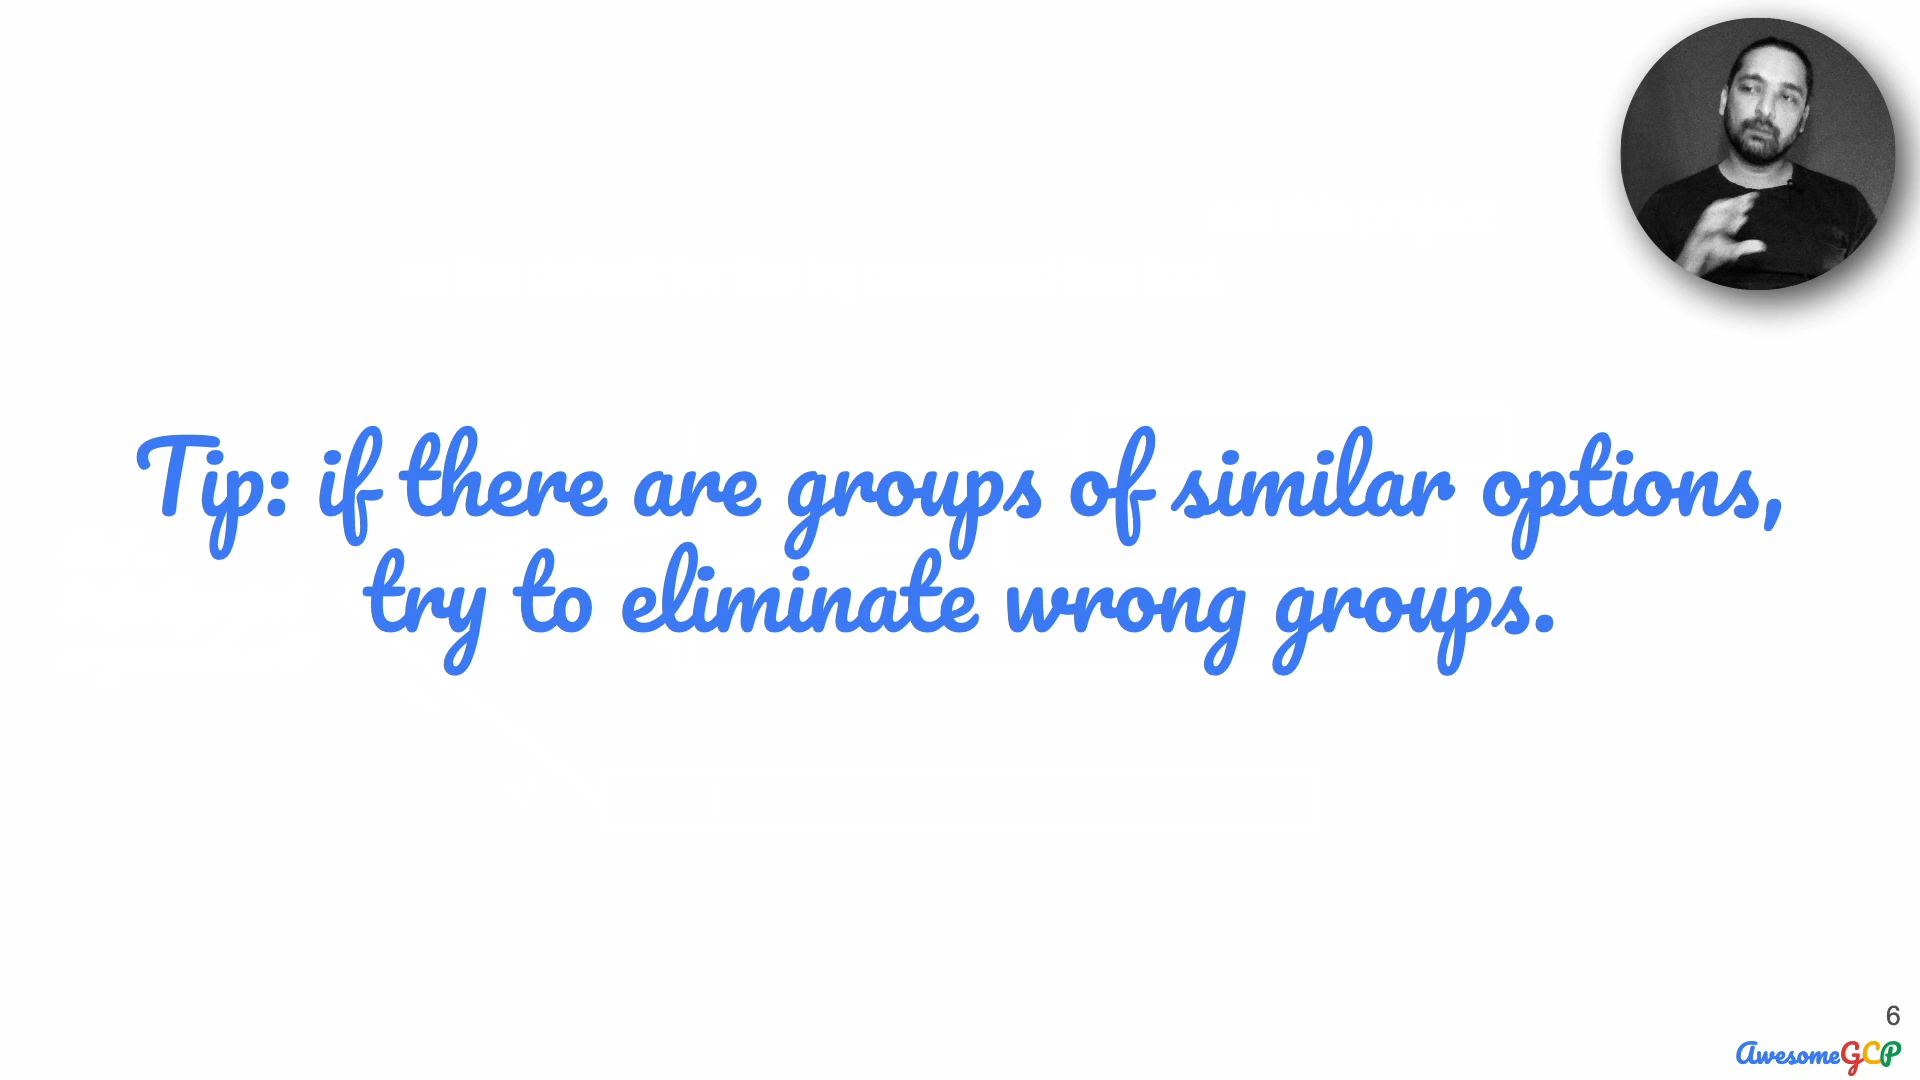 Tip: if there are groups of similar options,
try to eliminate wrong groups.
6
AwesomeGCP